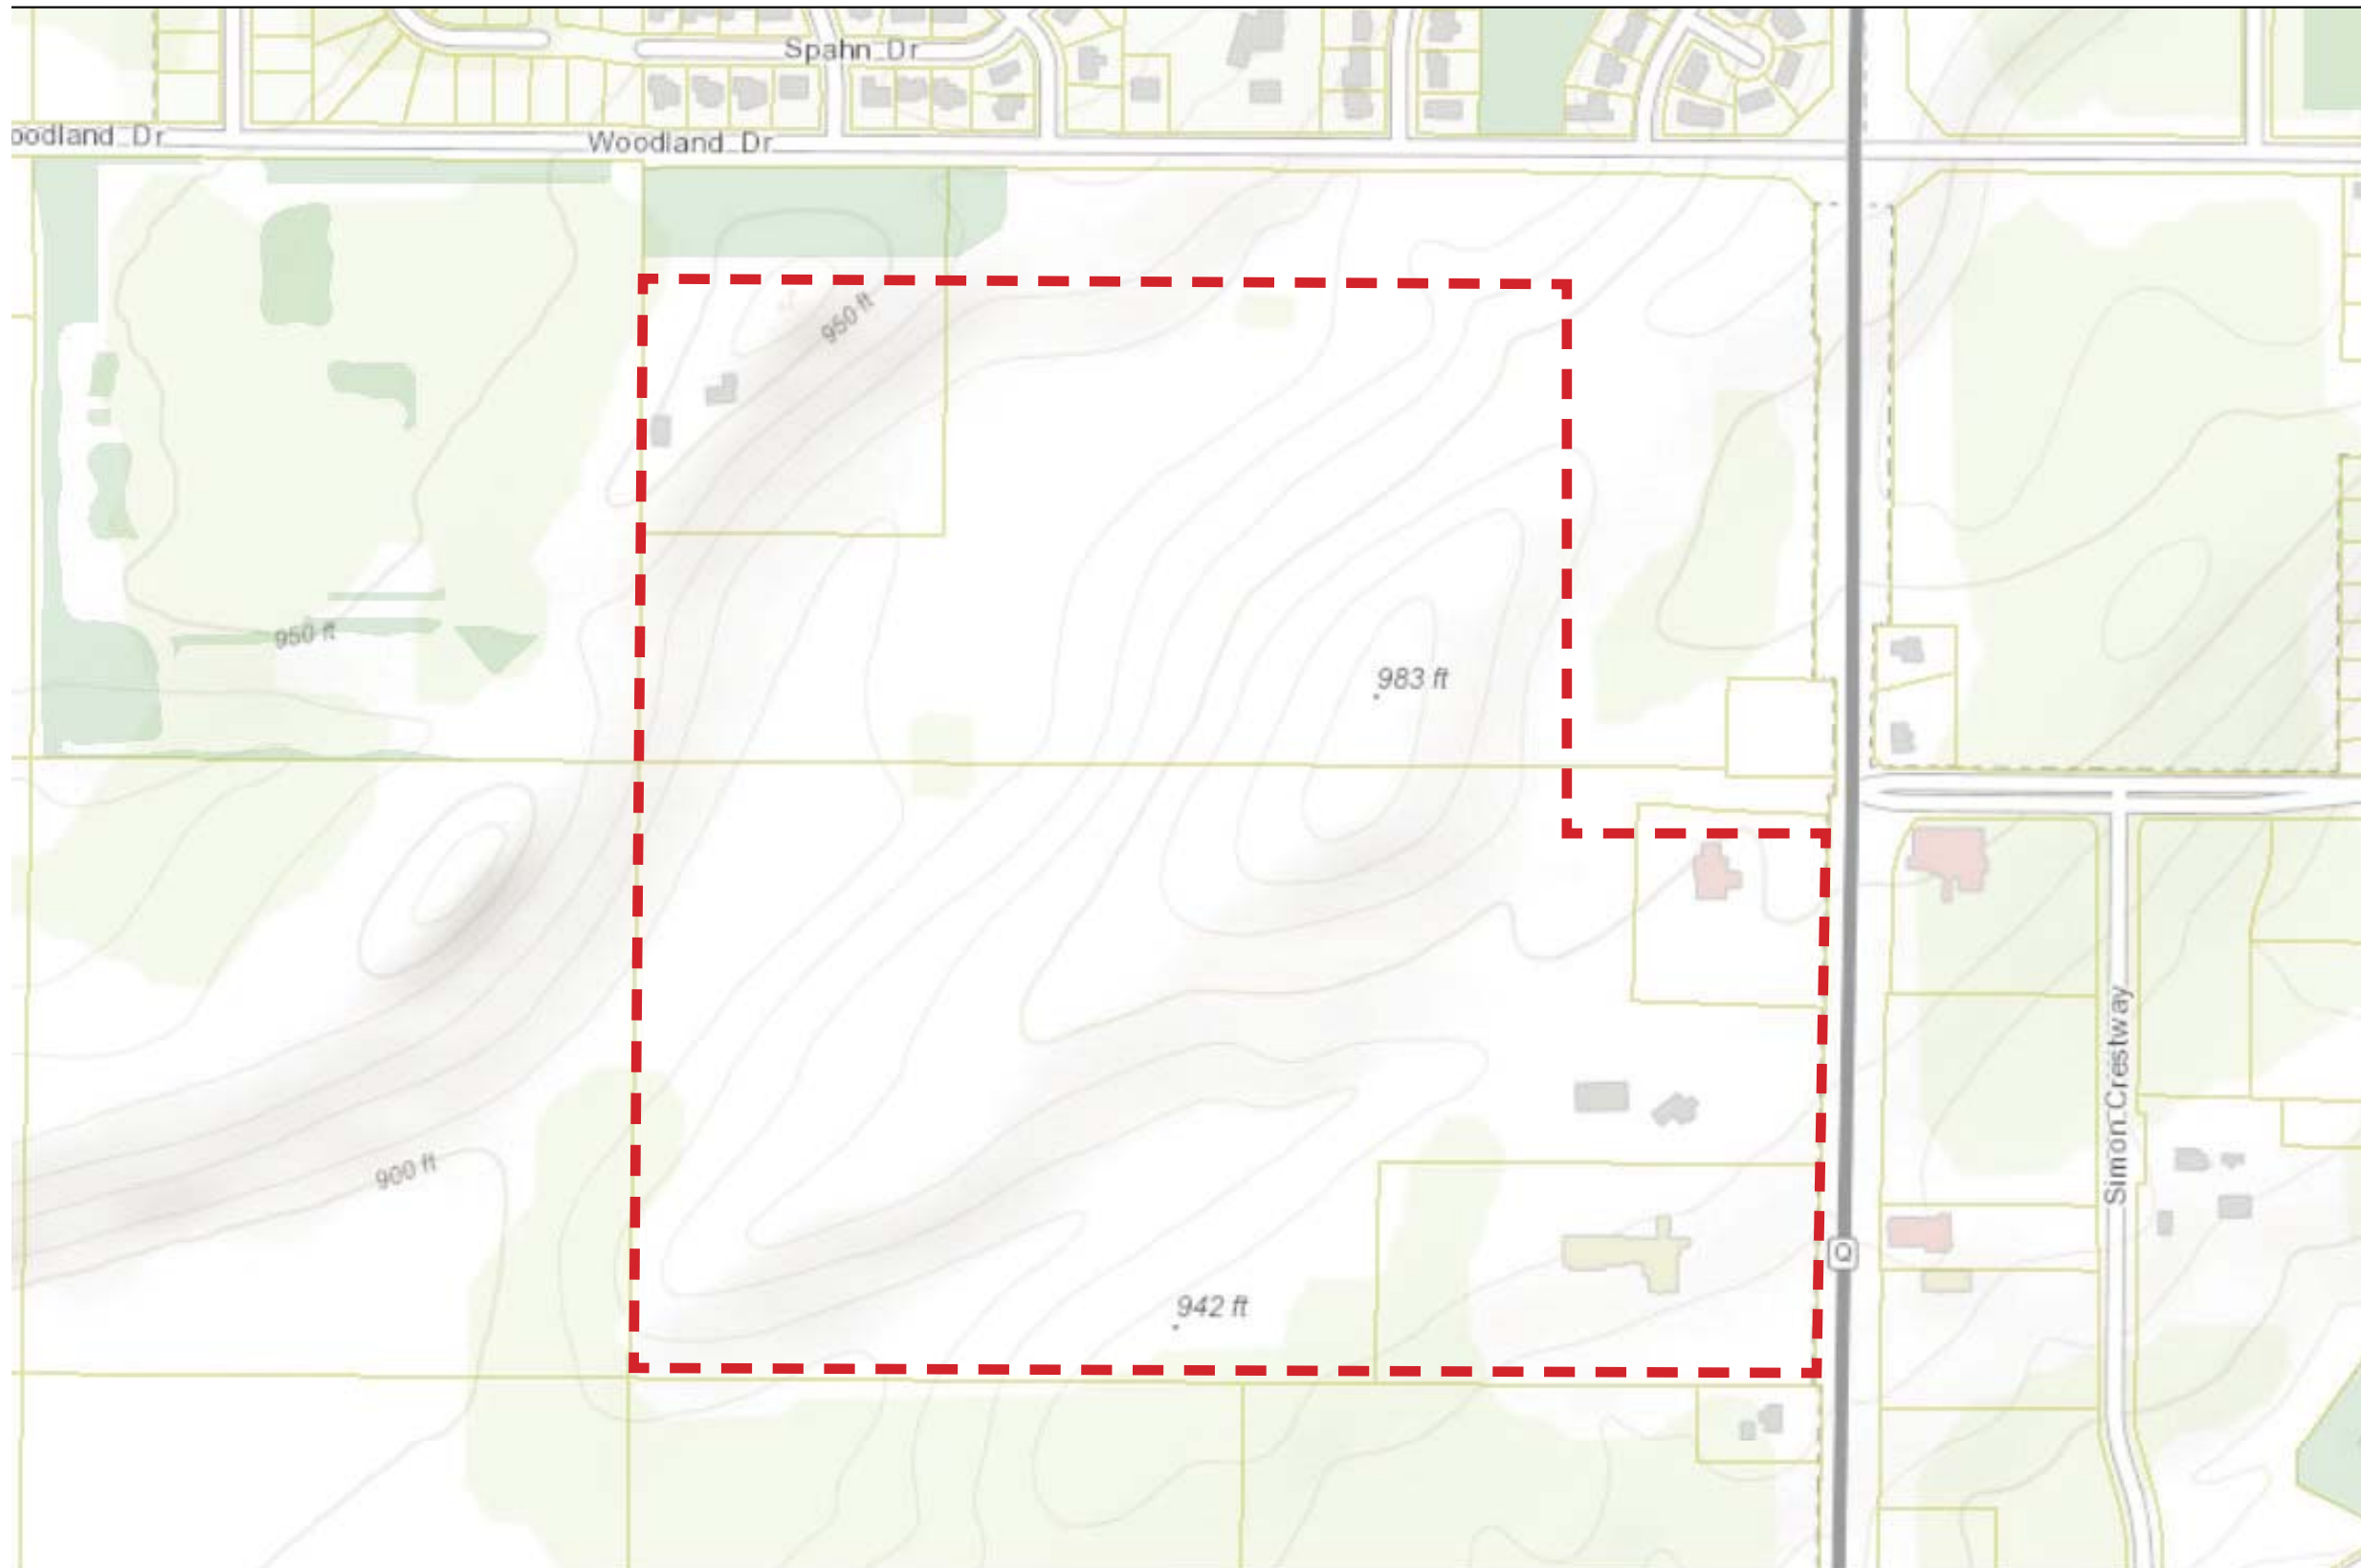 Spahn Dr
oodland Dr
Woodland Dr
950 ft
950 ft
983 ft
900 ft
Simon Crestway
Q
942 ft